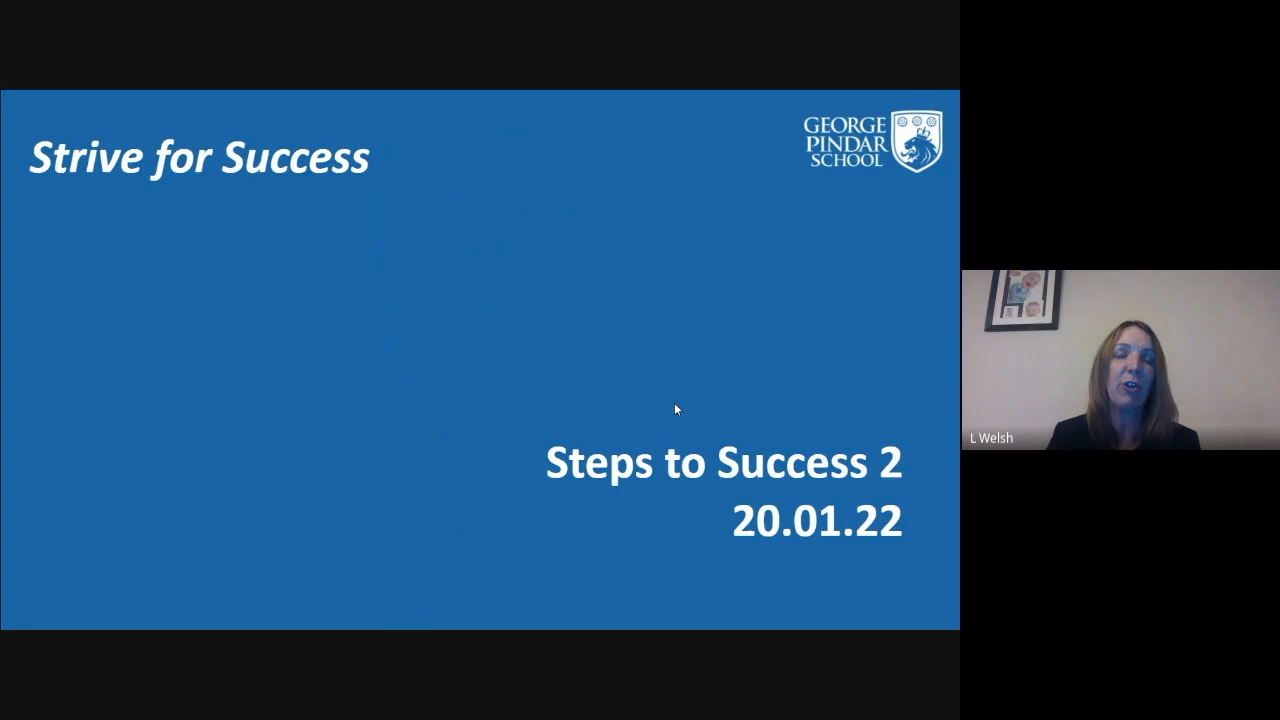 Strive for Success
GEORGE
PINDAR
SCHOOL
Steps to Success 2
20.01.22
L Welsh